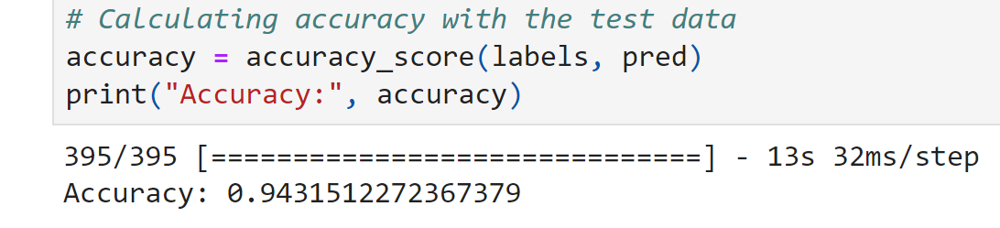 # Calculating accuracy with the test data
accuracy = accuracy_score(labels, pred)
print("Accuracy:", accuracy)
395/395 [==============================] - 13s 32ms/step
Accuracy: 0.9431512272367379